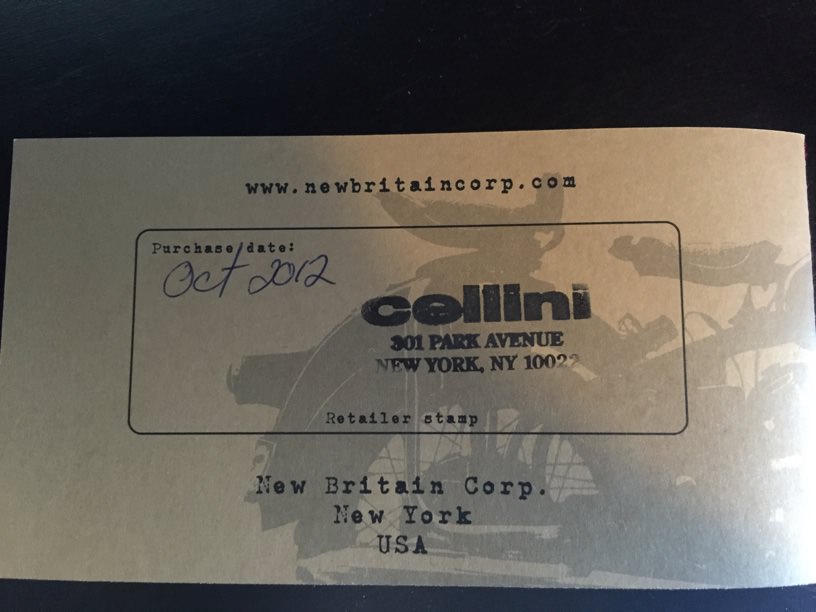 www.newbritaincorp.com
Purchase date:
Oct 2012
cellini
301 PARK AVENUE
NEW YORK, NY 10022
Retailer stamp
New Britain Corp.
New York
USA